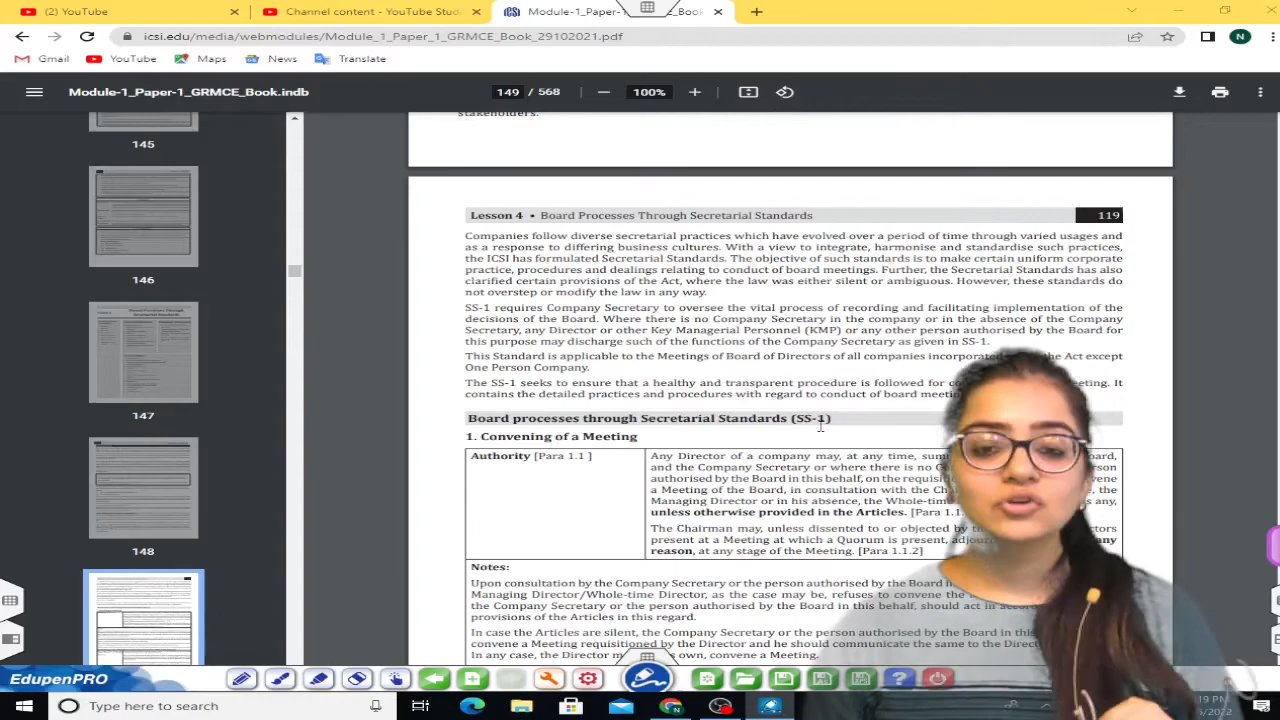 (2) YouTube
Channel content - YouTube Stud
Module-1_Paper-1 Book_
icsi.edu/media/webmodules/Module_1_Paper_1_GRMCE_Book_29102021.pdf
N
Gmail YouTube Maps News Translate
Module-1_Paper-1_GRMCE_Book.indb
149 / 568
100%
145
146
147
148
stakeholders.
Lesson 4 • Board Processes Through Secretarial Standards 119
Companies follow diverse secretarial practices which have evolved over a period of time through varied usages and
as a response to differing business cultures. With a view to integrate, harmonise and standardise such practices,
the ICSI has formulated Secretarial Standards. The objective of such standards is to make certain uniform corporate
practice, procedures and dealings relating to conduct of board meetings. Further, the Secretarial Standards has also
clarified certain provisions of the Act, where the law was either silent or ambiguous. However, these standards do
not overstep or modify the law in any way.
SS-1 requires Company Secretary to oversee the vital process of recording and facilitating implementation of the
decisions of the Board. Where there is no Company Secretary in the company or in the absence of the Company
Secretary, any Director or other Key Managerial Personnel (KMP) or any other person authorised by the Board for
this purpose may discharge such of the functions of the Company Secretary as given in SS-1.
This Standard is applicable to the Meetings of Board of Directors of all companies incorporated the Act except
One Person Company.
The SS-1 seeks to ensure that a healthy and transparent procedure is followed for eeting. It
contains the detailed practices and procedures with regard to conduct of board
Board processes through Secretarial Standards (SS-1)
1. Convening of a Meeting
Authority [Para 1.1 ]
Any Director of a company may, at any time, oard,
and the Company Secretary or where there is no erson
authorised by the Board in this behalf, on the vene
a Meeting of the Board, in consultation with the the
Managing Director or in his absence, the any,
unless otherwise provided in the Articles. [Para
The Chairman may, unless dissented to or objected by ctors
present at a Meeting at which a Quorum is present, any
reason, at any stage of the Meeting. [Para 1.1.2]
Notes:
Upon consultation by the Company Secretary or the person authorised by the Board
Managing Director/Whole-time Director, as the case may be, refuses to convene the
the Company Secretary or the person authorised by the Board in this behalf, should act in
provisions of the Articles in this regard.
In case the Articles are silent, the Company Secretary or the person authorised by the Board in
convene a Meeting requisitioned by the Director and he should communicate the same to the
In any case, the Director own, convene a Meeting.
EdupenPRO
Type here to search
19 PM
2022